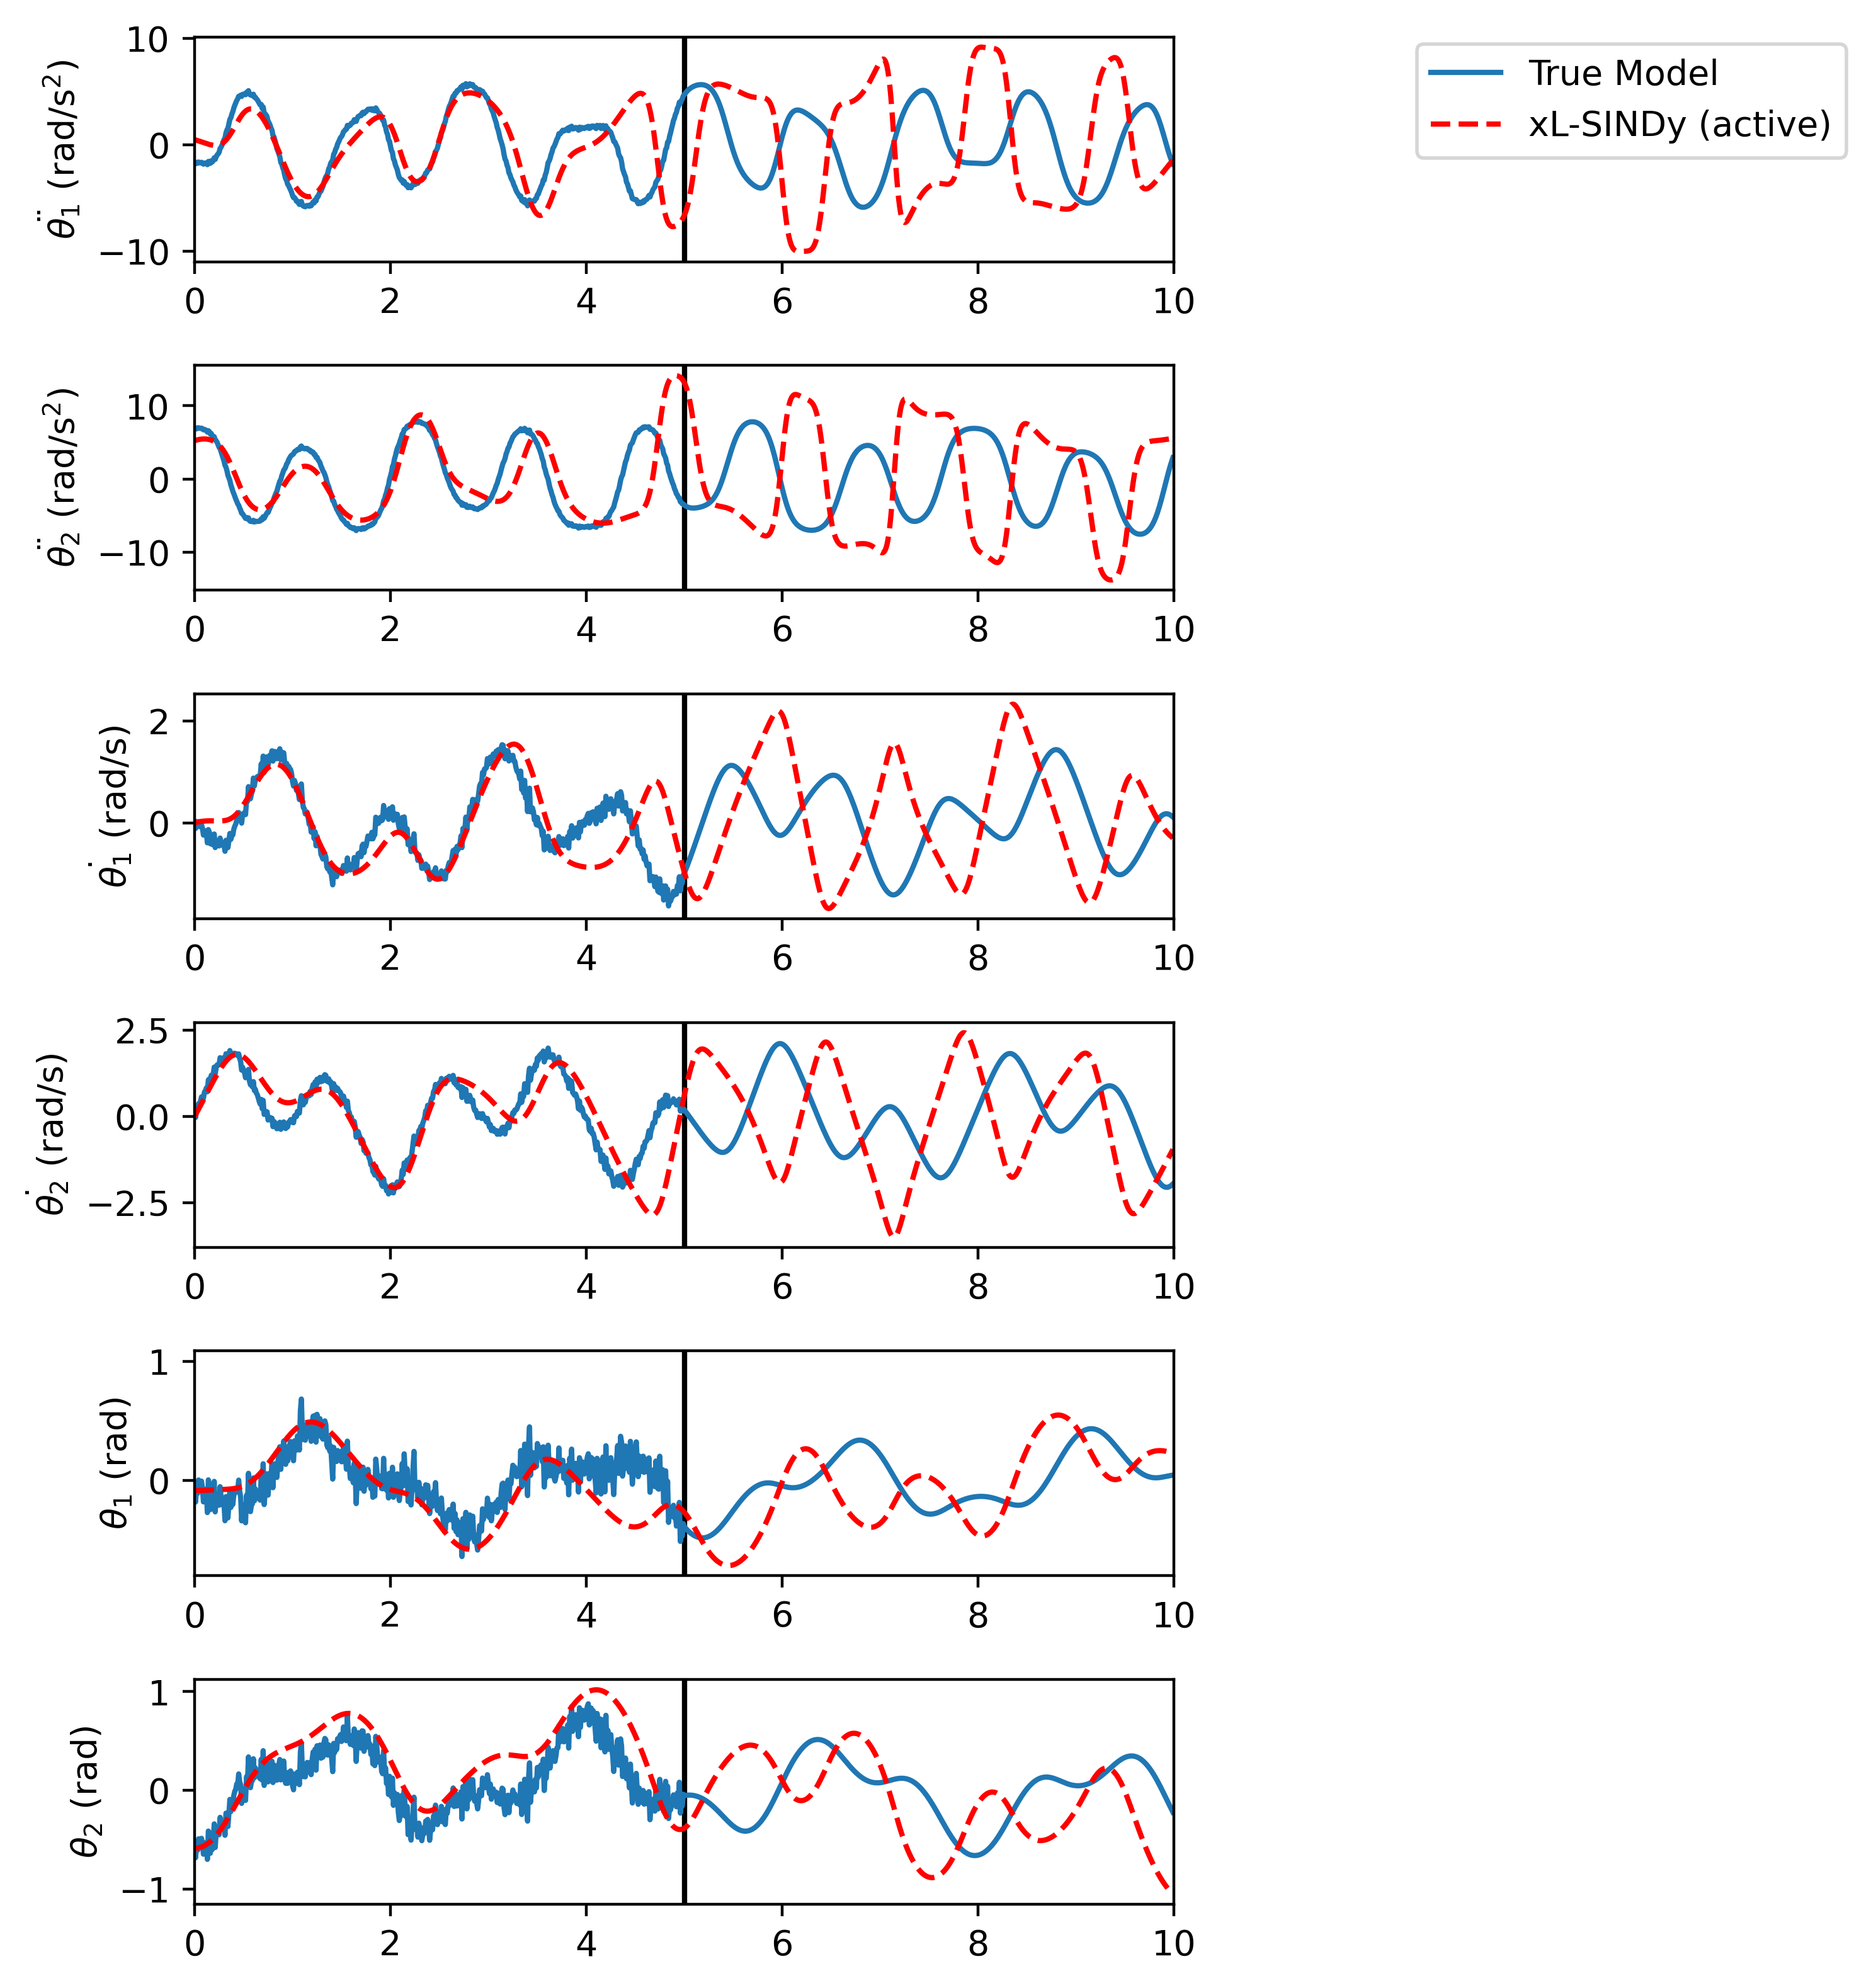 True Model
xL-SINDy (active)
10
0
−10
θ̈₁ (rad/s²)
0 2 4 6 8 10
10
0
−10
θ̈₂ (rad/s²)
0 2 4 6 8 10
2
0
θ̇₁ (rad/s)
0 2 4 6 8 10
2.5
0.0
−2.5
θ̇₂ (rad/s)
0 2 4 6 8 10
1
0
θ₁ (rad)
0 2 4 6 8 10
1
0
−1
θ₂ (rad)
0 2 4 6 8 10